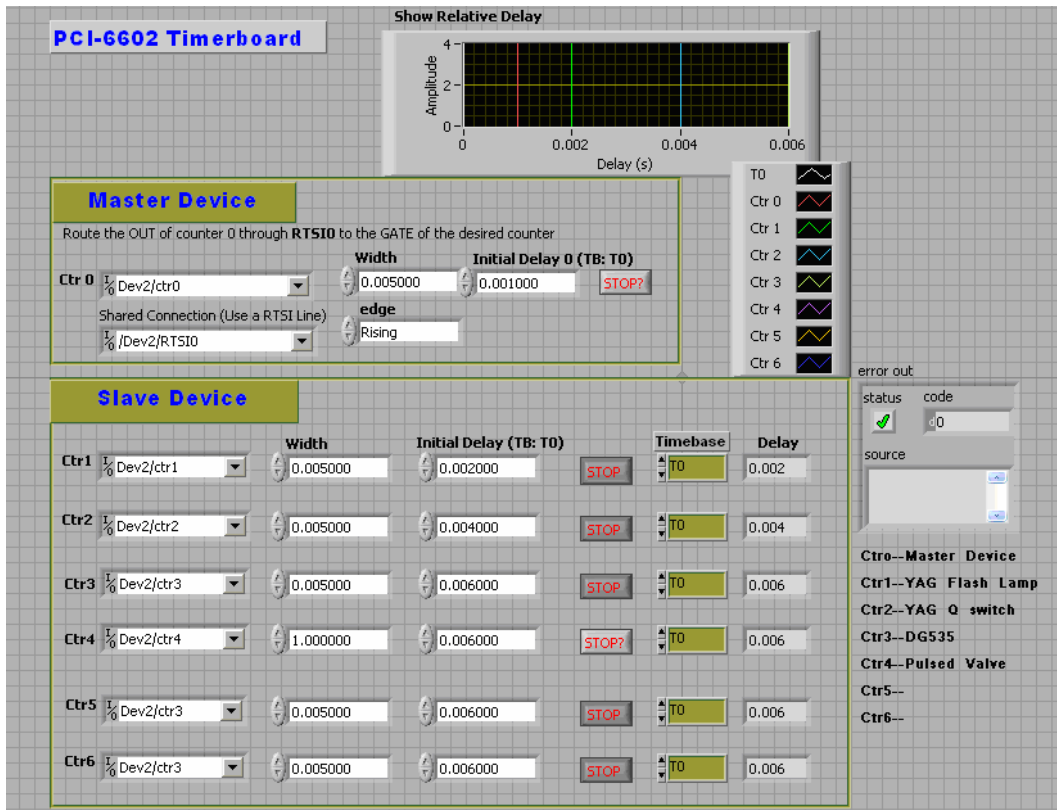 Show Relative Delay
PCI-6602 Timerboard
Amplitude
4
2
0
0 0.002 0.004 0.006
Delay (s)
T0
Ctr 0
Ctr 1
Ctr 2
Ctr 3
Ctr 4
Ctr 5
Ctr 6
Master Device
Route the OUT of counter 0 through RTSI0 to the GATE of the desired counter
Width Initial Delay 0 (TB: T0)
Ctr 0 I/0 Dev2/ctr0 0.005000 0.001000 STOP?
Shared Connection (Use a RTSI Line) edge
I/0 /Dev2/RTSI0 Rising
Slave Device
Width Initial Delay (TB: T0) Timebase Delay
Ctr1 I/0 Dev2/ctr1 0.005000 0.002000 STOP T0 0.002
Ctr2 I/0 Dev2/ctr2 0.005000 0.004000 STOP T0 0.004
Ctr3 I/0 Dev2/ctr3 0.005000 0.006000 STOP T0 0.006
Ctr4 I/0 Dev2/ctr4 1.000000 0.006000 STOP? T0 0.006
Ctr5 I/0 Dev2/ctr3 0.005000 0.006000 STOP T0 0.006
Ctr6 I/0 Dev2/ctr3 0.005000 0.006000 STOP T0 0.006
error out
status code
d0
source
Ctro--Master Device
Ctr1--YAG Flash Lamp
Ctr2--YAG Q switch
Ctr3--DG535
Ctr4--Pulsed Valve
Ctr5--
Ctr6--